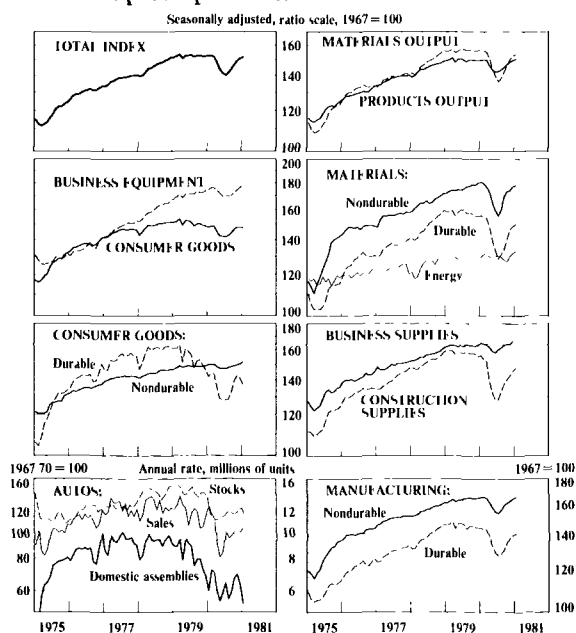 Seasonally adjusted, ratio scale, 1967 = 100
TOTAL INDEX
MATERIALS OUTPUT
PRODUCTS OUTPUT
160
140
120
100
BUSINESS EQUIPMENT
CONSUMER GOODS
MATERIALS:
Nondurable
Durable
Energy
200
180
160
140
120
100
CONSUMER GOODS:
Durable
Nondurable
BUSINESS SUPPLIES
CONSTRUCTION
SUPPLIES
180
160
140
120
100
1967 70 = 100 Annual rate, millions of units 1967 = 100
AUTOS:
Stocks
Sales
Domestic assemblies
160
120
100
80
60
16
12
10
8
6
MANUFACTURING:
Nondurable
Durable
180
160
140
120
100
1975 1977 1979 1981 1975 1977 1979 1981